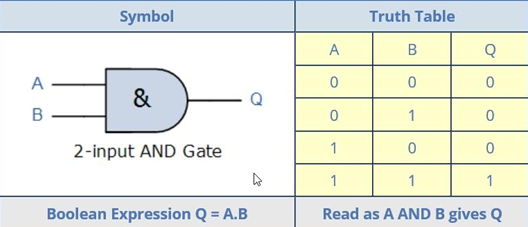 Symbol
Truth Table
A
B
&
Q
2-input AND Gate
A B Q
0 0 0
0 1 0
1 0 0
1 1 1
Boolean Expression Q = A.B
Read as A AND B gives Q